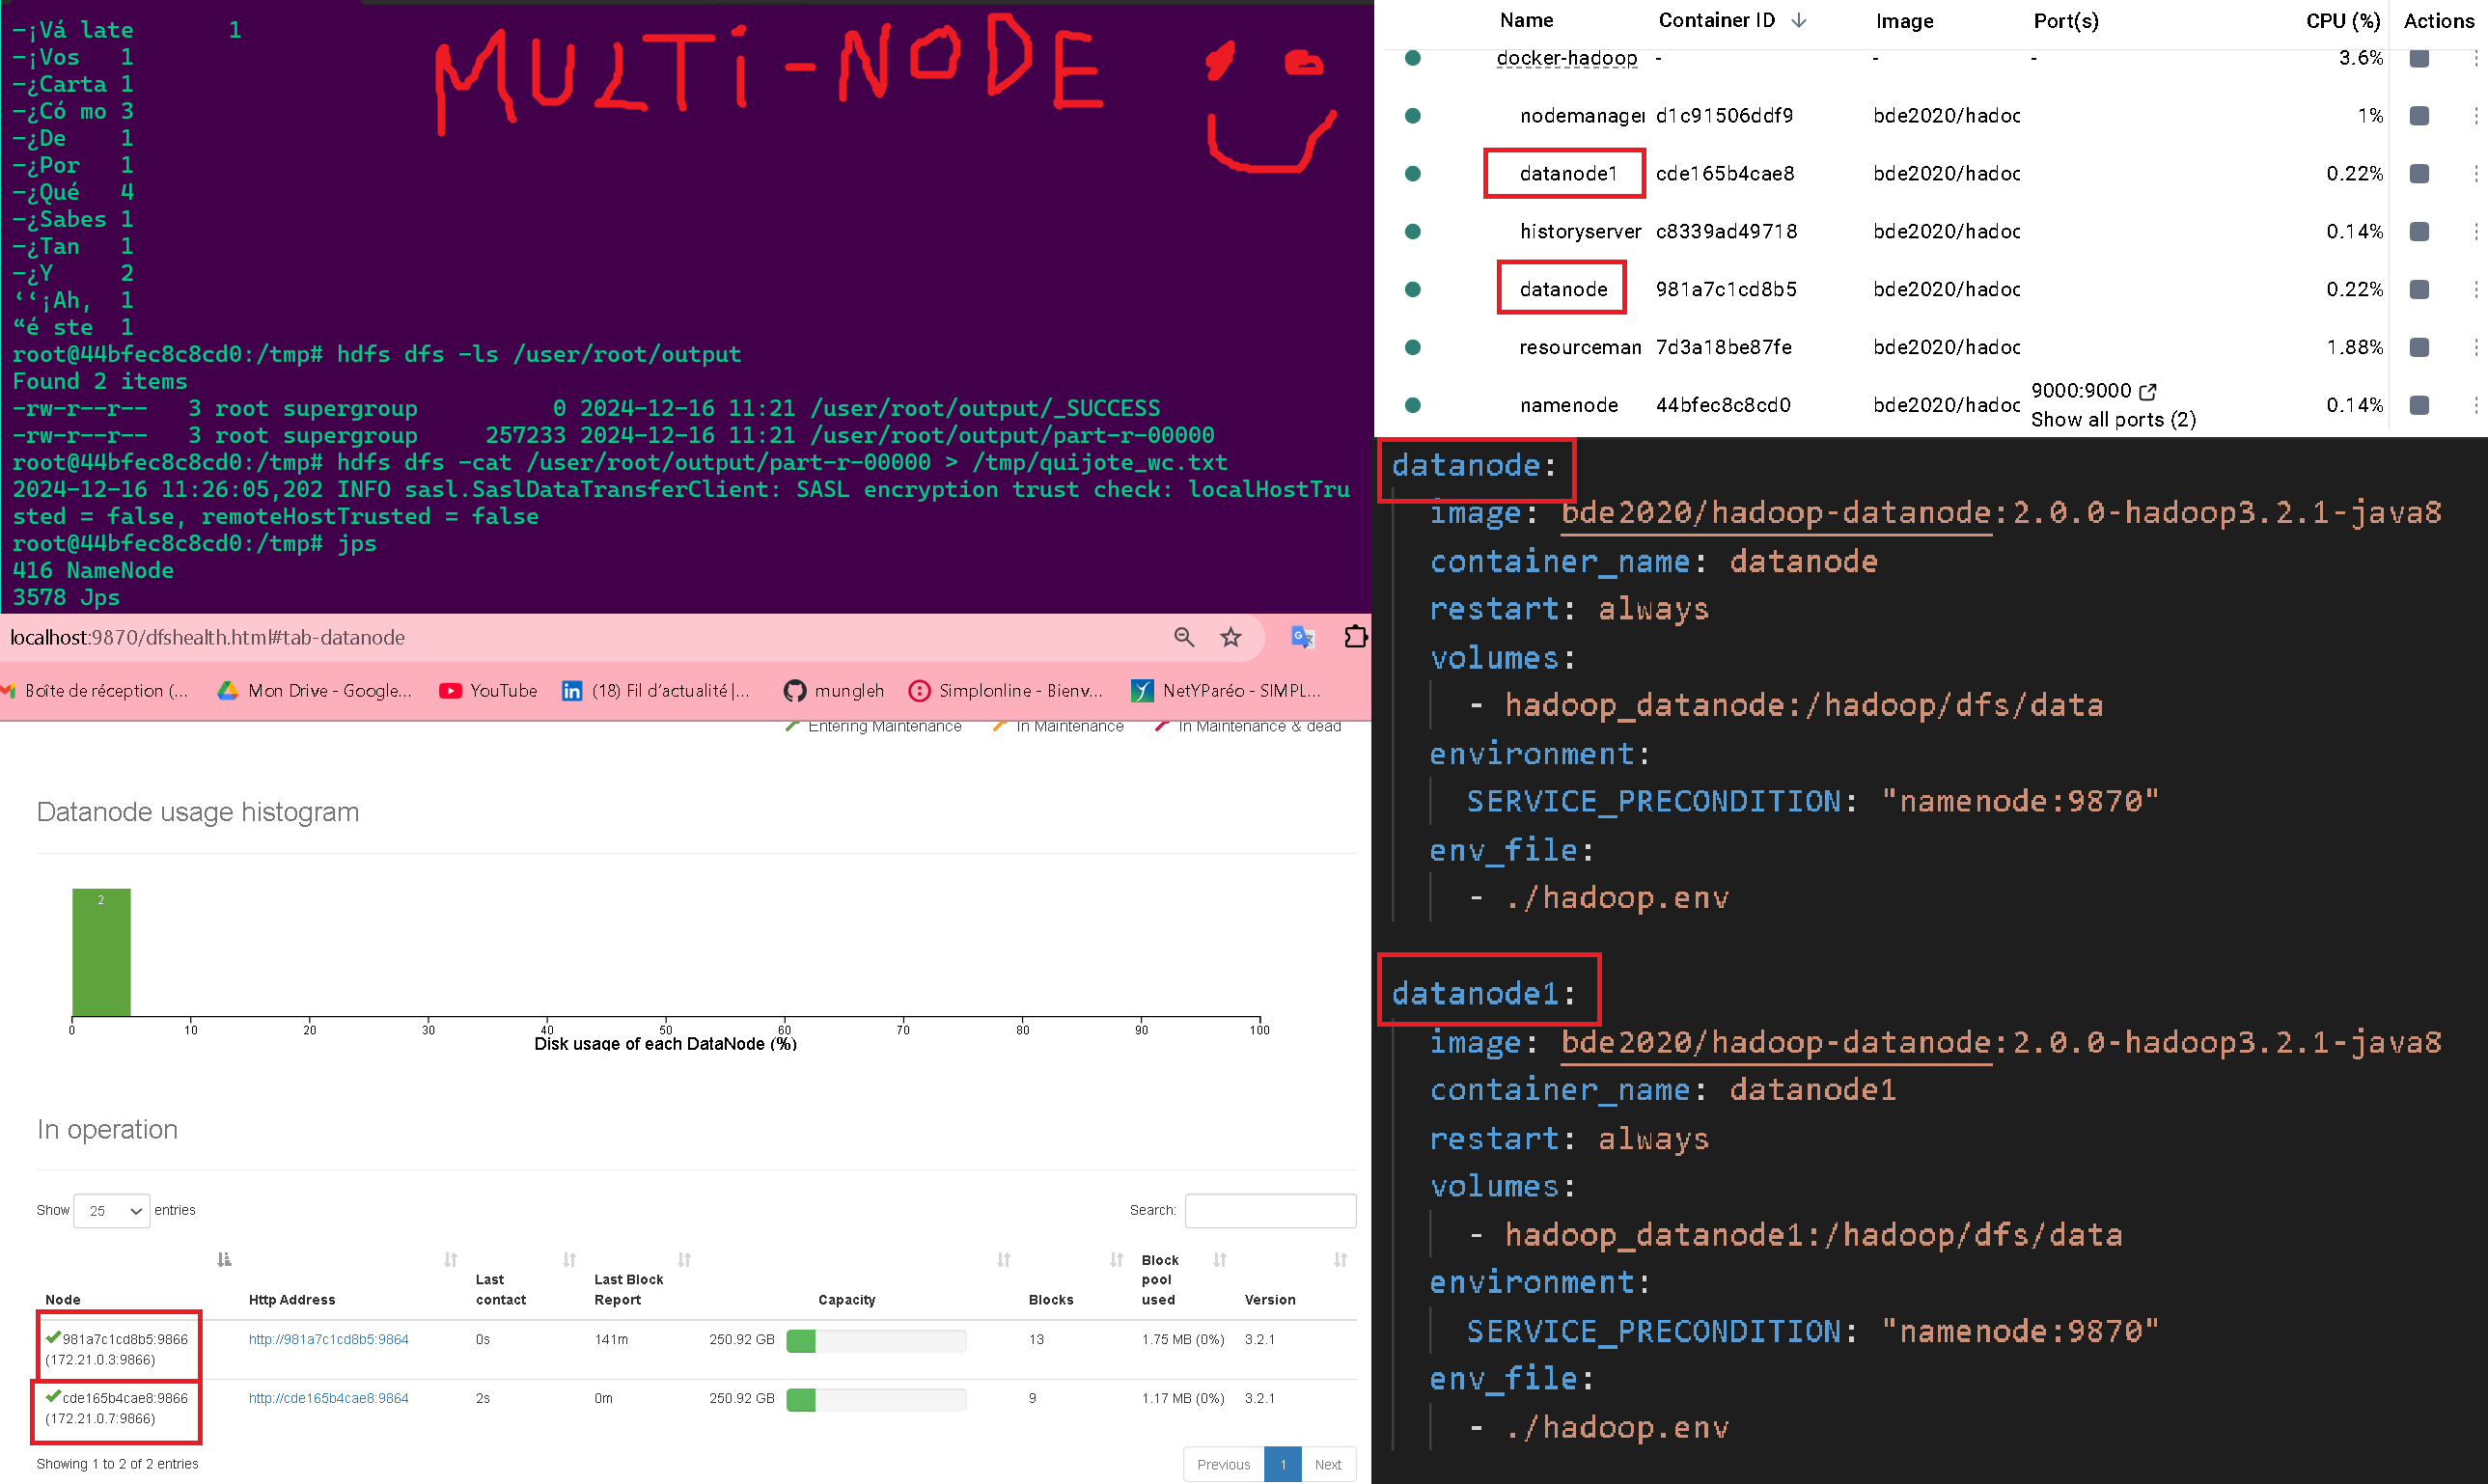 MULTi-NODE
—¡Vá late 1
—¡Vos 1
—¿Carta 1
—¿Có mo 3
—¿De 1
—¿Por 1
—¿Qué 4
—¿Sabes 1
—¿Tan 1
—¿Y 2
‘‘¡Ah, 1
“é ste 1
root@44bfec8c8cd0:/tmp# hdfs dfs -ls /user/root/output
Found 2 items
-rw-r--r-- 3 root supergroup 0 2024-12-16 11:21 /user/root/output/_SUCCESS
-rw-r--r-- 3 root supergroup 257233 2024-12-16 11:21 /user/root/output/part-r-00000
root@44bfec8c8cd0:/tmp# hdfs dfs -cat /user/root/output/part-r-00000 > /tmp/quijote_wc.txt
2024-12-16 11:26:05,202 INFO sasl.SaslDataTransferClient: SASL encryption trust check: localHostTru
sted = false, remoteHostTrusted = false
root@44bfec8c8cd0:/tmp# jps
416 NameNode
3578 Jps
localhost:9870/dfshealth.html#tab-datanode
Boîte de réception (... Mon Drive - Google... YouTube (18) Fil d'actualité |... mungleh Simplonline - Bienv... NetYParéo - SIMPL...
Entering Maintenance In Maintenance In Maintenance & dead
Datanode usage histogram
2
0 10 20 30 40 50 60 70 80 90 100
Disk usage of each DataNode (%)
In operation
Show 25 entries Search:
Node Http Address Last contact Last Block Report Capacity Blocks Block pool used Version
981a7c1cd8b5:9866 http://981a7c1cd8b5:9864 0s 141m 250.92 GB 13 1.75 MB (0%) 3.2.1
(172.21.0.3:9866)
cde165b4cae8:9866 http://cde165b4cae8:9864 2s 0m 250.92 GB 9 1.17 MB (0%) 3.2.1
(172.21.0.7:9866)
Showing 1 to 2 of 2 entries Previous 1 Next
Name Container ID Image Port(s) CPU (%) Actions
docker-hadoop - - - 3.6%
nodemanager d1c91506ddf9 bde2020/hadoc 1%
datanode1 cde165b4cae8 bde2020/hadoc 0.22%
historyserver c8339ad49718 bde2020/hadoc 0.14%
datanode 981a7c1cd8b5 bde2020/hadoc 0.22%
resourceman 7d3a18be87fe bde2020/hadoc 1.88%
namenode 44bfec8c8cd0 bde2020/hadoc 9000:9000 0.14%
Show all ports (2)
datanode:
image: bde2020/hadoop-datanode:2.0.0-hadoop3.2.1-java8
container_name: datanode
restart: always
volumes:
- hadoop_datanode:/hadoop/dfs/data
environment:
SERVICE_PRECONDITION: "namenode:9870"
env_file:
- ./hadoop.env
datanode1:
image: bde2020/hadoop-datanode:2.0.0-hadoop3.2.1-java8
container_name: datanode1
restart: always
volumes:
- hadoop_datanode1:/hadoop/dfs/data
environment:
SERVICE_PRECONDITION: "namenode:9870"
env_file:
- ./hadoop.env